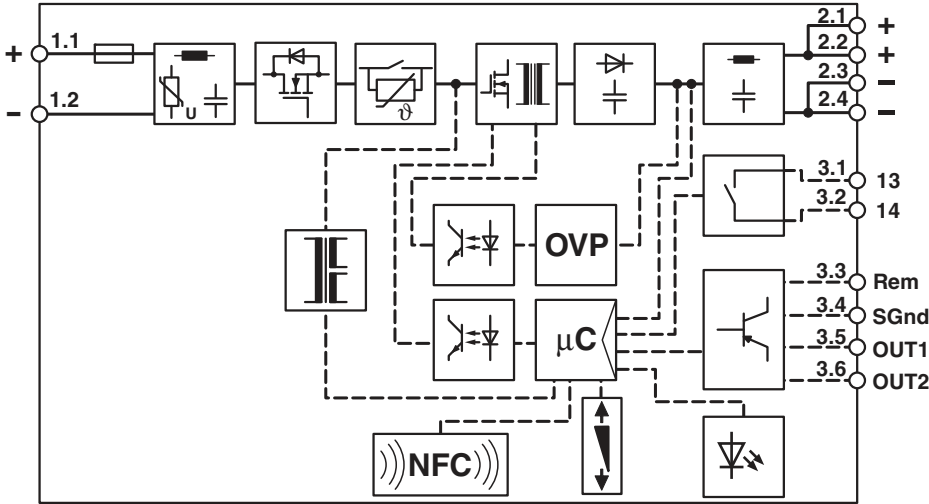 + 1.1
- 1.2
U
ϑ
2.1 +
2.2 +
2.3 -
2.4 -
3.1 13
3.2 14
OVP
3.3 Rem
3.4 SGnd
3.5 OUT1
3.6 OUT2
µC
NFC